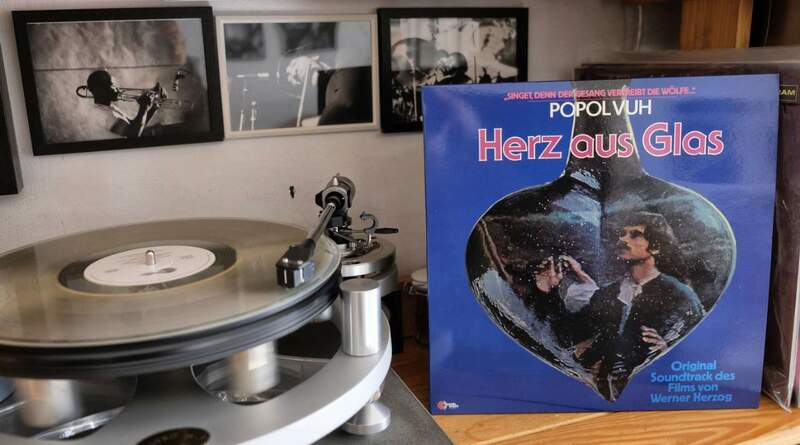 „SINGET, DENN DER GESANG VERTREIBT DIE WÖLFE...“
POPOL VUH
Herz aus Glas
Original
Soundtrack des
Films von
Werner Herzog
AM